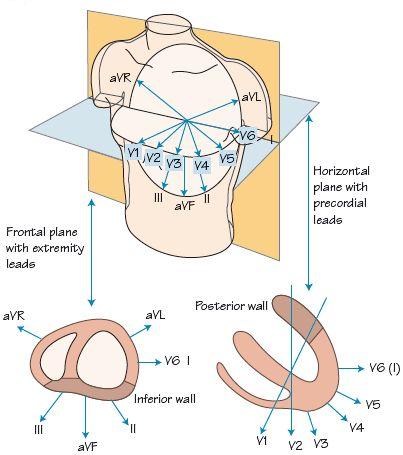 aVR
aVL
V6
I
V1
V2
V3
V4
V5
III
II
aVF
Horizontal
plane with
precordial
leads
Frontal plane
with extremity
leads
Posterior wall
aVR
aVL
V6 I
Inferior wall
III
II
aVF
V6 (I)
V5
V4
V3
V2
V1